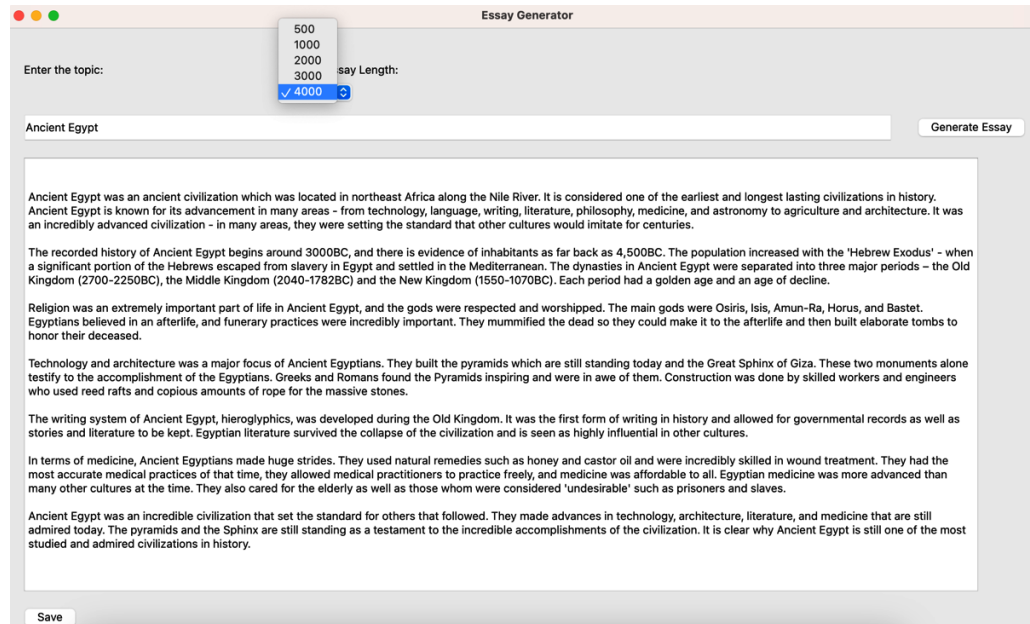 Essay Generator
500
1000
2000
3000
✓ 4000
Enter the topic:
say Length:
Ancient Egypt
Generate Essay
Ancient Egypt was an ancient civilization which was located in northeast Africa along the Nile River. It is considered one of the earliest and longest lasting civilizations in history.
Ancient Egypt is known for its advancement in many areas - from technology, language, writing, literature, philosophy, medicine, and astronomy to agriculture and architecture. It was
an incredibly advanced civilization - in many areas, they were setting the standard that other cultures would imitate for centuries.
The recorded history of Ancient Egypt begins around 3000BC, and there is evidence of inhabitants as far back as 4,500BC. The population increased with the 'Hebrew Exodus' - when
a significant portion of the Hebrews escaped from slavery in Egypt and settled in the Mediterranean. The dynasties in Ancient Egypt were separated into three major periods – the Old
Kingdom (2700-2250BC), the Middle Kingdom (2040-1782BC) and the New Kingdom (1550-1070BC). Each period had a golden age and an age of decline.
Religion was an extremely important part of life in Ancient Egypt, and the gods were respected and worshipped. The main gods were Osiris, Isis, Amun-Ra, Horus, and Bastet.
Egyptians believed in an afterlife, and funerary practices were incredibly important. They mummified the dead so they could make it to the afterlife and then built elaborate tombs to
honor their deceased.
Technology and architecture was a major focus of Ancient Egyptians. They built the pyramids which are still standing today and the Great Sphinx of Giza. These two monuments alone
testify to the accomplishment of the Egyptians. Greeks and Romans found the Pyramids inspiring and were in awe of them. Construction was done by skilled workers and engineers
who used reed rafts and copious amounts of rope for the massive stones.
The writing system of Ancient Egypt, hieroglyphics, was developed during the Old Kingdom. It was the first form of writing in history and allowed for governmental records as well as
stories and literature to be kept. Egyptian literature survived the collapse of the civilization and is seen as highly influential in other cultures.
In terms of medicine, Ancient Egyptians made huge strides. They used natural remedies such as honey and castor oil and were incredibly skilled in wound treatment. They had the
most accurate medical practices of that time, they allowed medical practitioners to practice freely, and medicine was affordable to all. Egyptian medicine was more advanced than
many other cultures at the time. They also cared for the elderly as well as those whom were considered 'undesirable' such as prisoners and slaves.
Ancient Egypt was an incredible civilization that set the standard for others that followed. They made advances in technology, architecture, literature, and medicine that are still
admired today. The pyramids and the Sphinx are still standing as a testament to the incredible accomplishments of the civilization. It is clear why Ancient Egypt is still one of the most
studied and admired civilizations in history.
Save